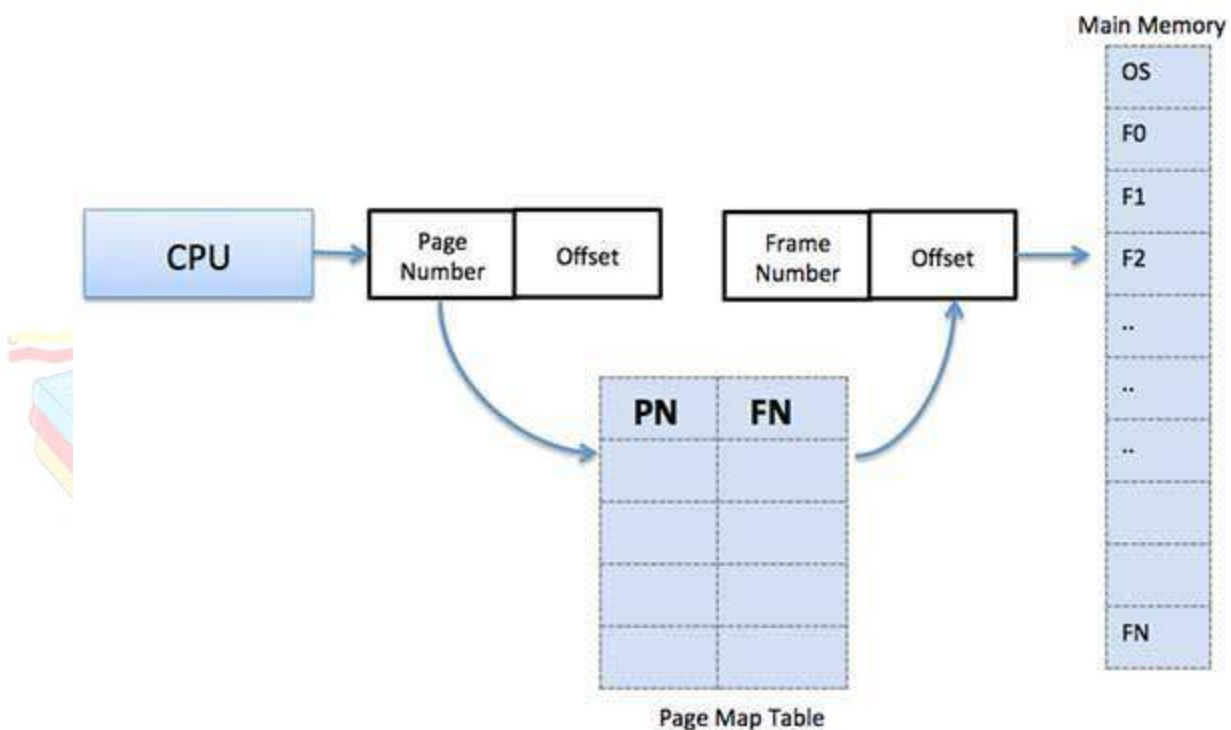 Main Memory
OS
F0
F1
F2
..
..
..
FN
CPU
Page
Number
Offset
Frame
Number
Offset
PN FN
Page Map Table